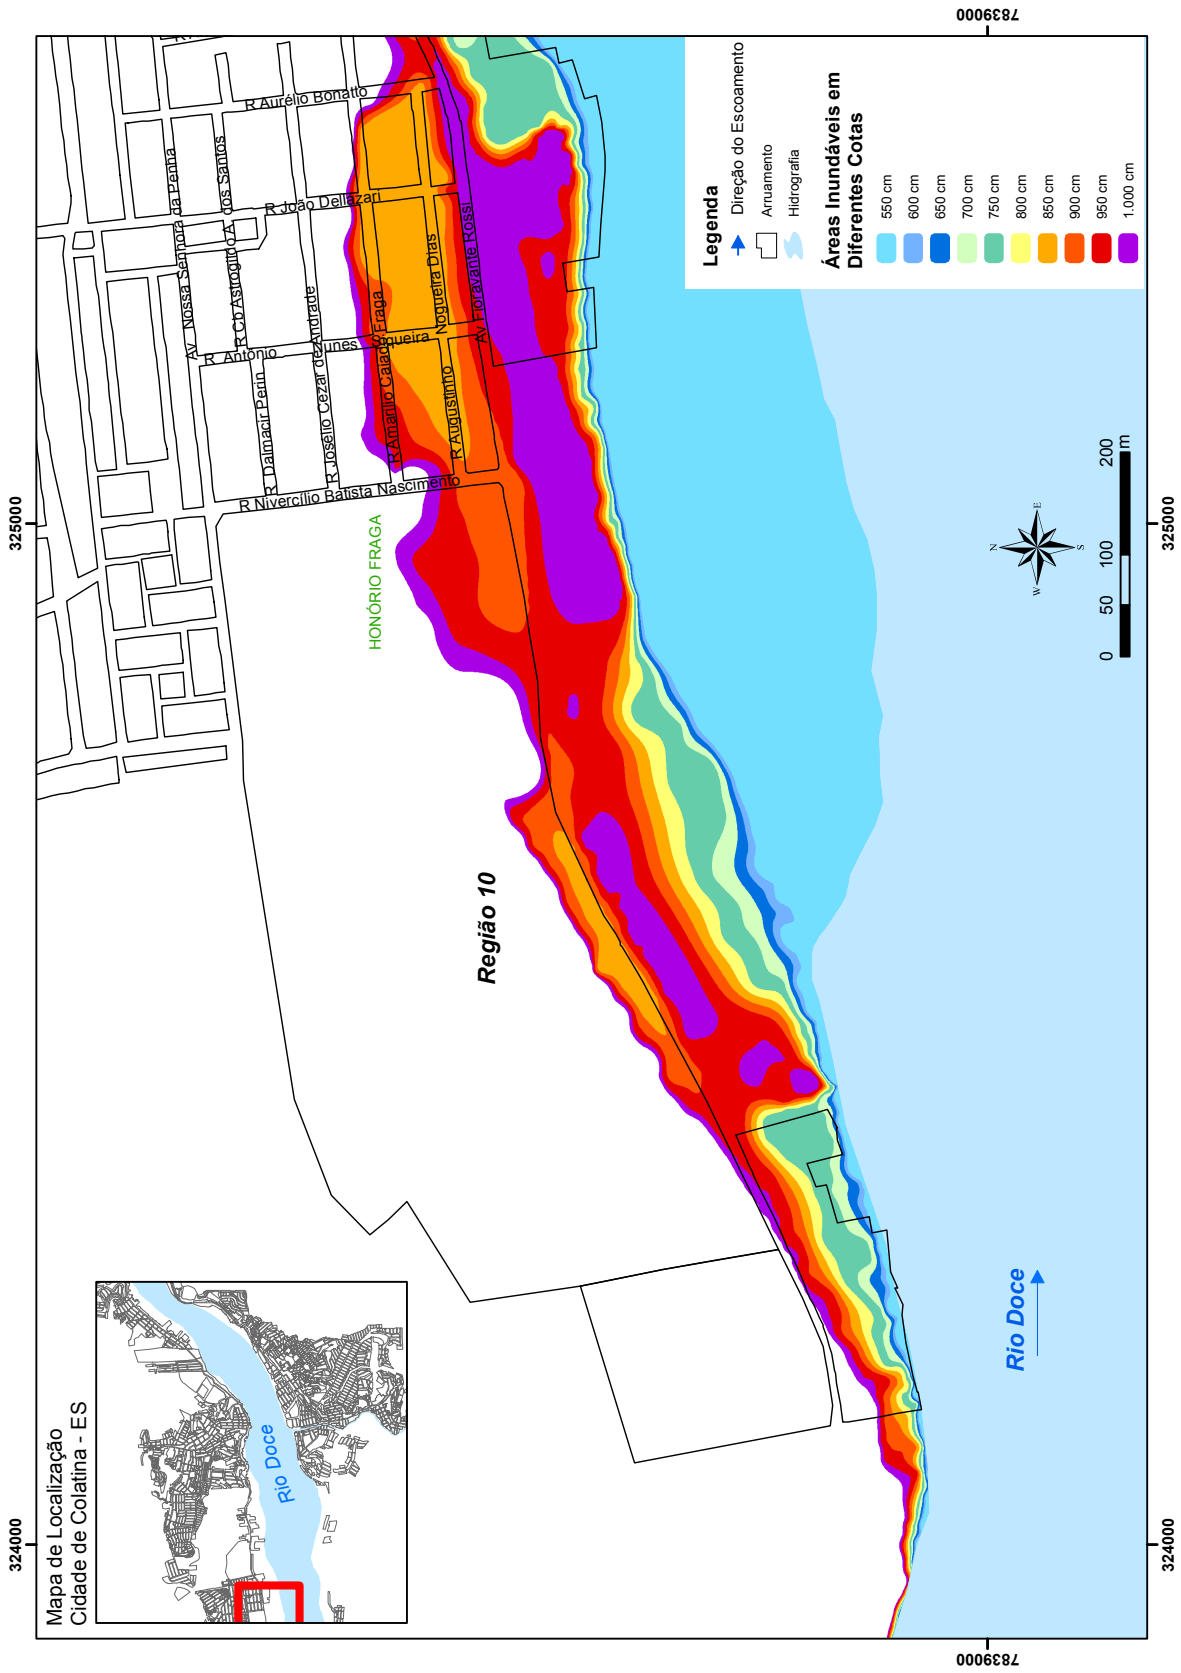 Mapa de Localização
Cidade de Colatina - ES
Rio Doce
324000
325000
7839000
7839000
324000
325000
R Aurélio Bonatto
Av. Nossa Senhora da Penha
R Cb Astrogildo A. dos Santos
R João Dellazari
R Antônio Nunes Siqueira
R Dalmacir Perin
R Josélio Cezar de Andrade
R Amarílio Caiado Fraga
R Augustinho Nogueira Dias
Av Fioravante Rossi
R Nivercílio Batista Nascimento
HONÓRIO FRAGA
Região 10
Rio Doce
N
E
S
W
0 50 100 200
m
Legenda
Direção do Escoamento
Arruamento
Hidrografia
Áreas Inundáveis em
Diferentes Cotas
550 cm
600 cm
650 cm
700 cm
750 cm
800 cm
850 cm
900 cm
950 cm
1.000 cm